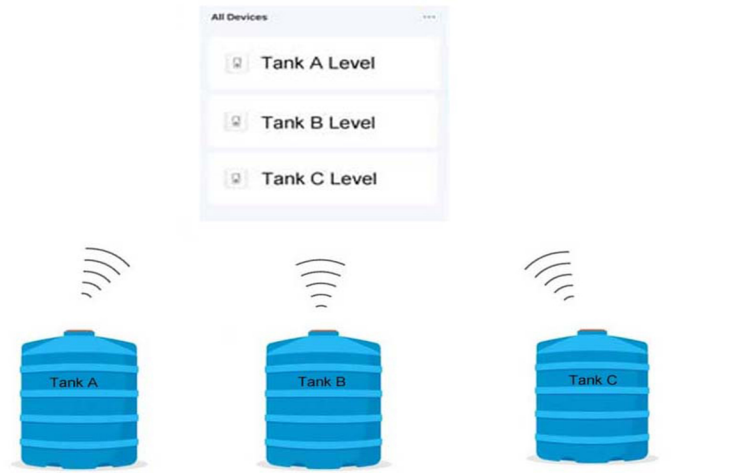 All Devices
Tank A Level
Tank B Level
Tank C Level
Tank A
Tank B
Tank C